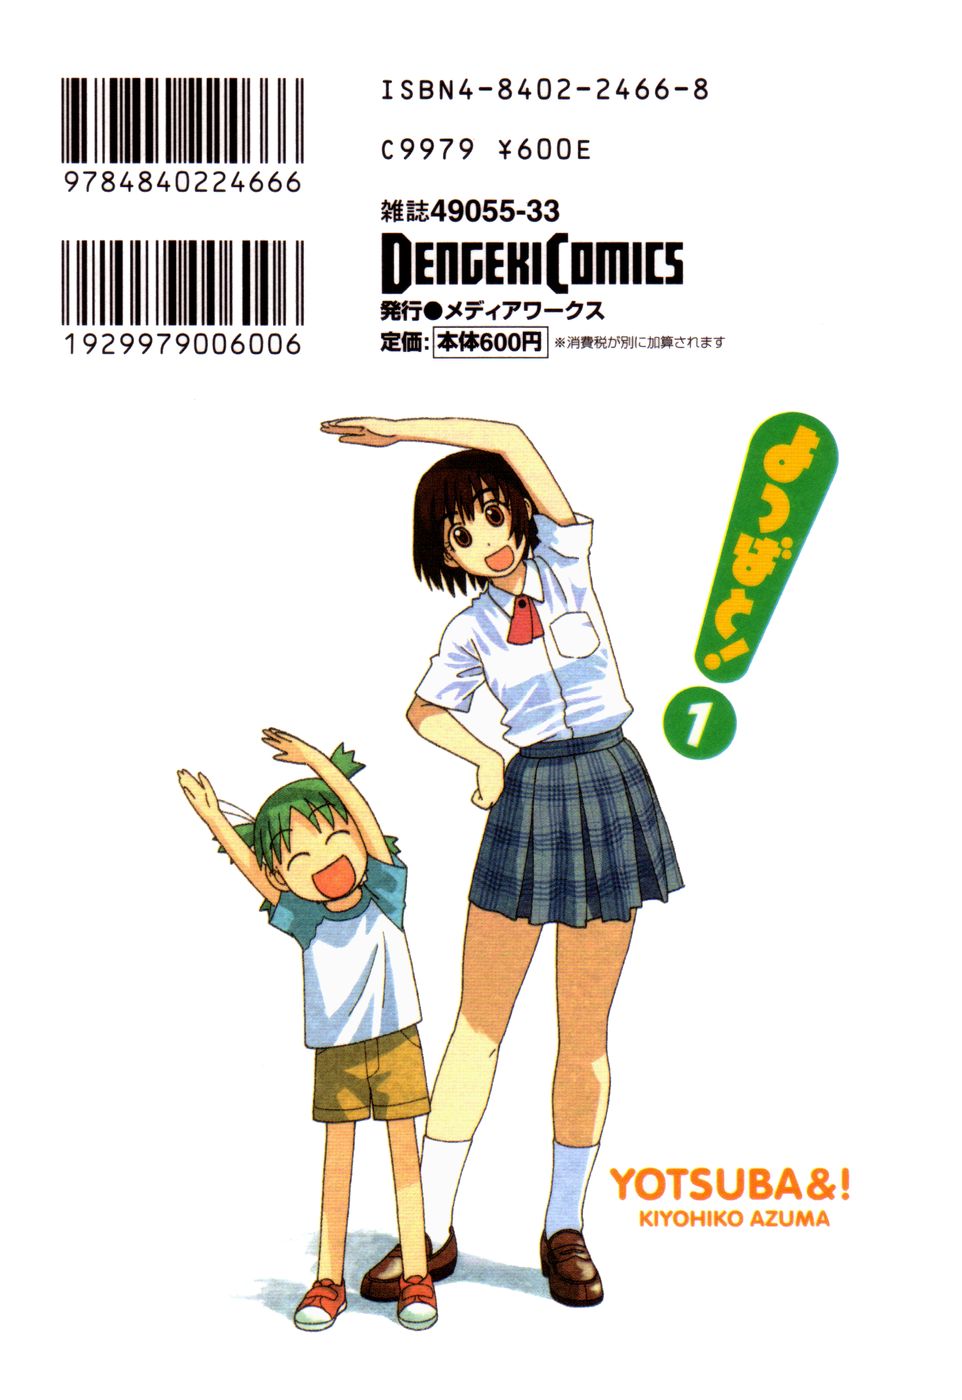 9784840224666
1929979006006
ISBN4-8402-2466-8
C9979 ¥600E
雑誌49055-33
DENGEKI COMICS
発行●メディアワークス
定価：本体600円 ※消費税が別に加算されます
よつばと！
1
YOTSUBA&!
KIYOHIKO AZUMA